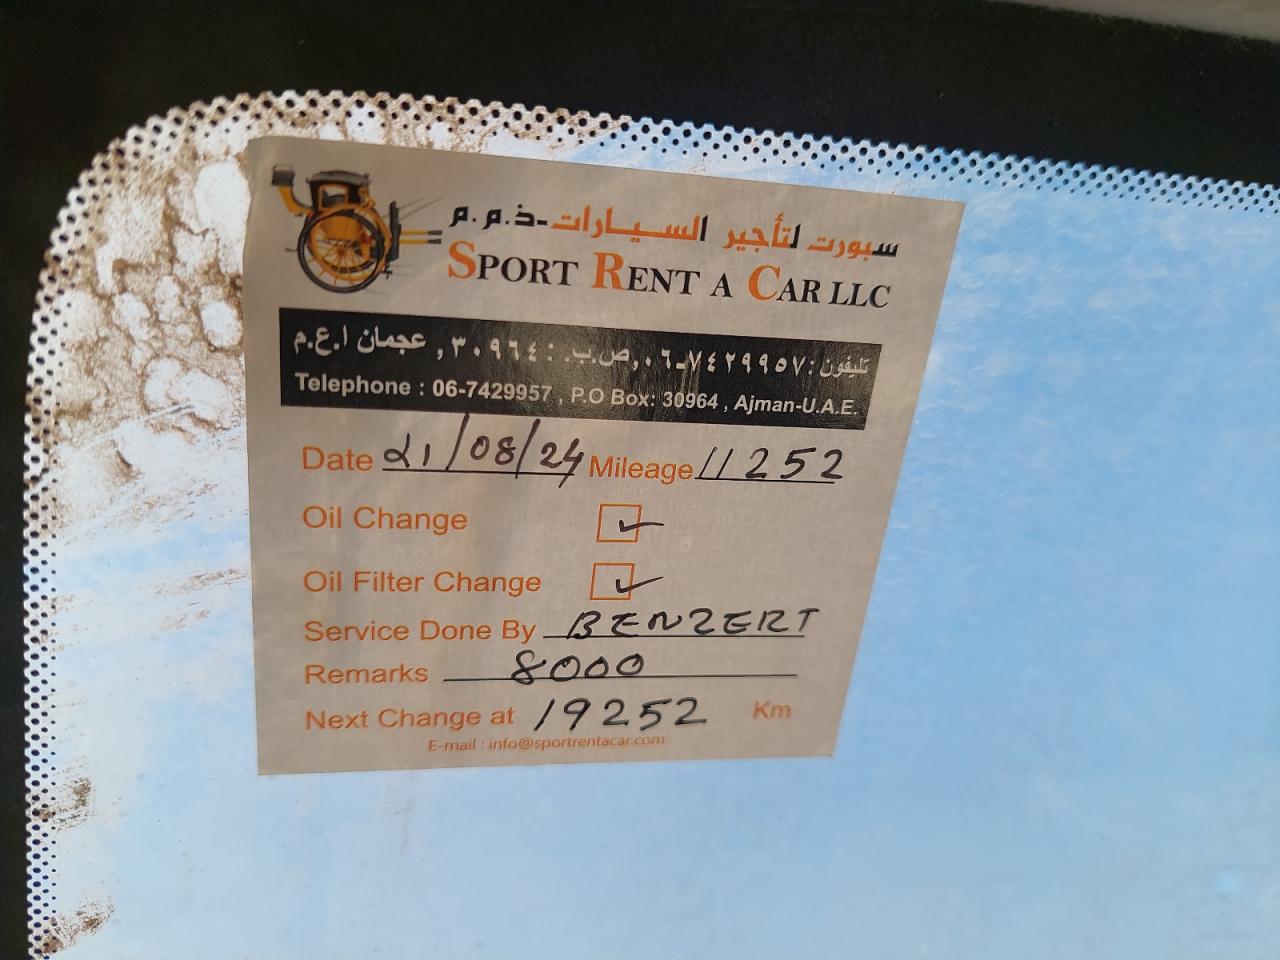 سبورت لتأجير السيارات-ذ.م.م
SPORT RENT A CAR LLC
تليفون: ٧٤٢٩٩٥٧-٠٦, ص.ب.: ٣٠٩٦٤, عجمان ا.ع.م
Telephone : 06-7429957 , P.O Box: 30964 , Ajman-U.A.E.
Date 21/08/24 Mileage 11252
Oil Change ✓
Oil Filter Change ✓
Service Done By BENZERT
Remarks 8000
Next Change at 19252 Km
E-mail : info@sportrentacar.com